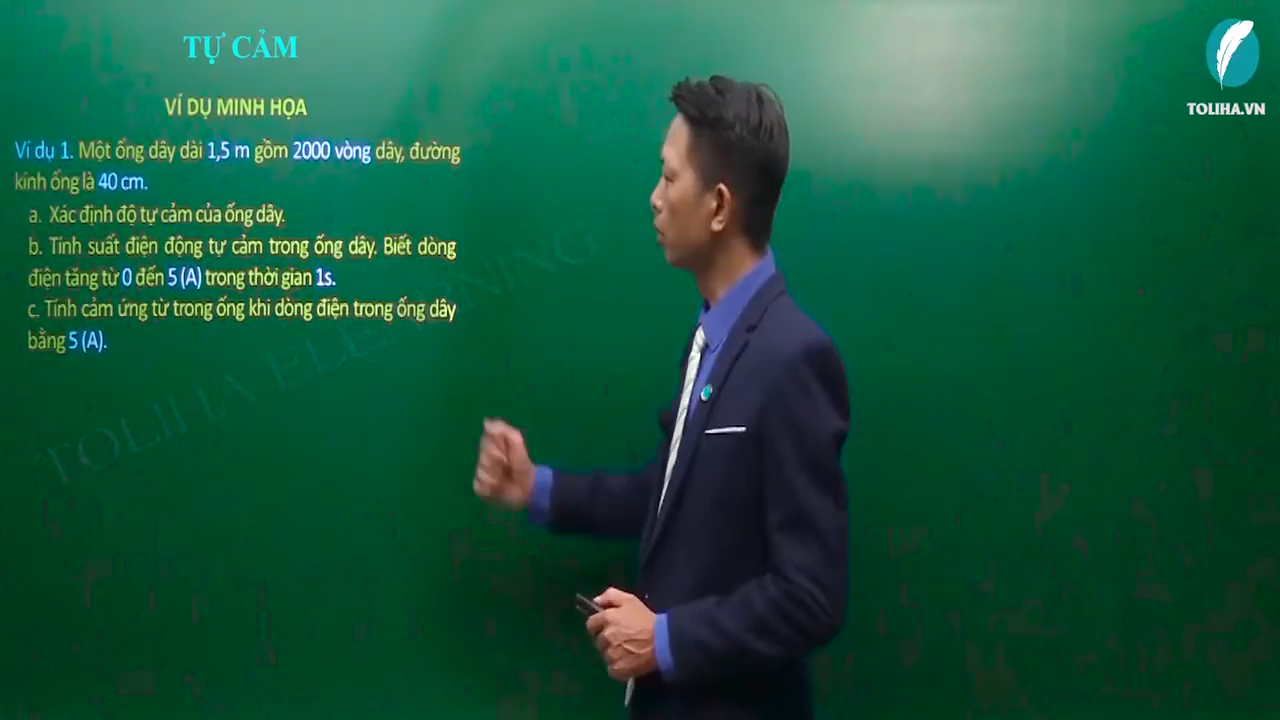 TỰ CẢM
VÍ DỤ MINH HỌA
Ví dụ 1. Một ống dây dài 1,5 m gồm 2000 vòng dây, đường
kính ống là 40 cm.
a. Xác định độ tự cảm của ống dây.
b. Tính suất điện động tự cảm trong ống dây. Biết dòng
điện tăng từ 0 đến 5 (A) trong thời gian 1s.
c. Tính cảm ứng từ trong ống khi dòng điện trong ống dây
bằng 5 (A).
TOLIHA ELEARNING
TOLIHA.VN